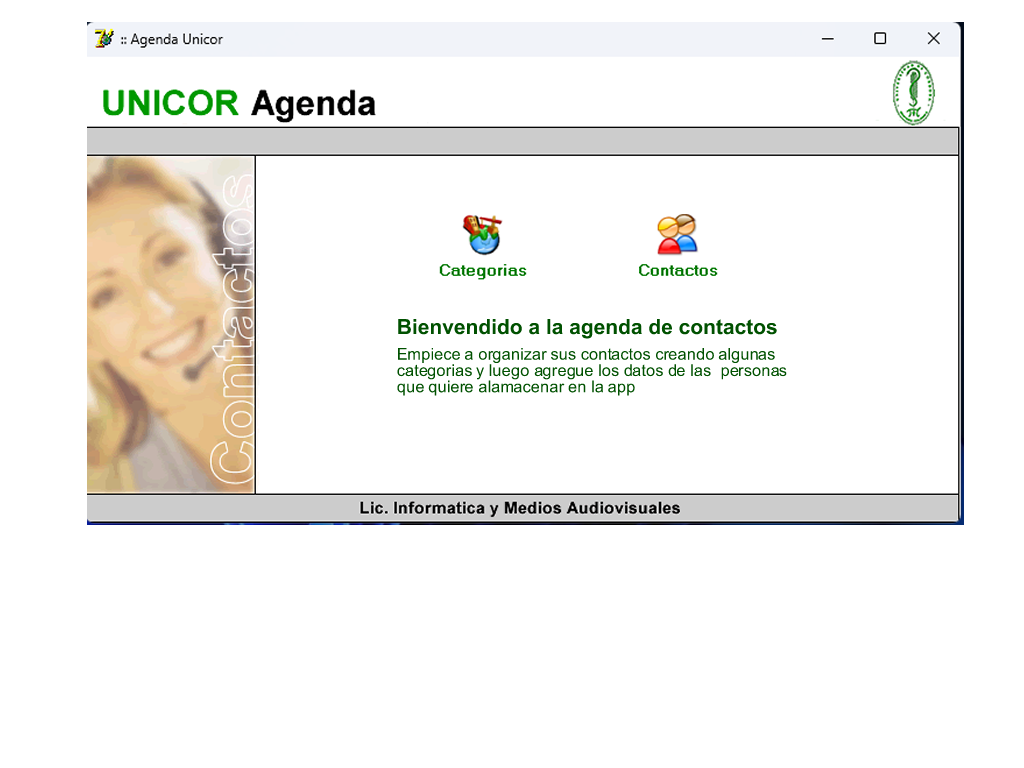 :: Agenda Unicor
UNICOR Agenda
Contactos
Categorias
Contactos
Bienvendido a la agenda de contactos
Empiece a organizar sus contactos creando algunas
categorias y luego agregue los datos de las  personas
que quiere alamacenar en la app
Lic. Informatica y Medios Audiovisuales